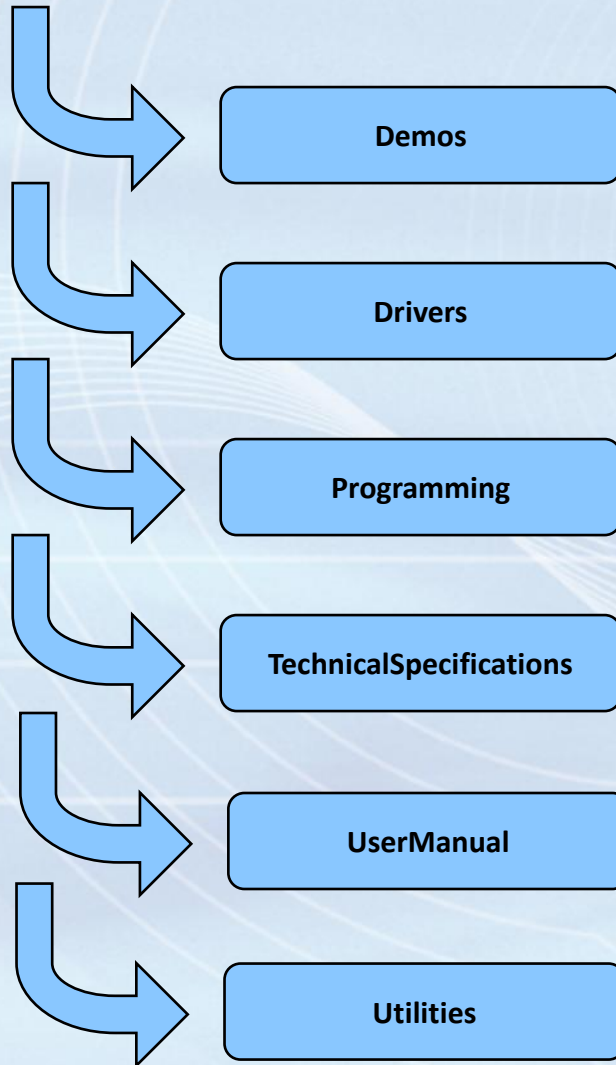 Demos
Drivers
Programming
TechnicalSpecifications
UserManual
Utilities